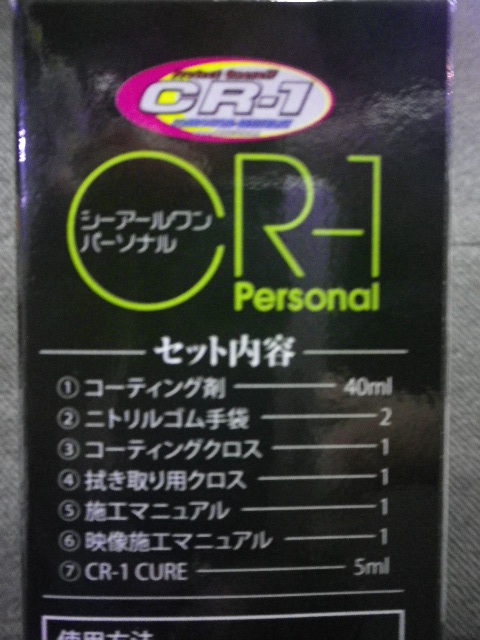 CR-1
CR-1
シーアールワン
パーソナル
Personal
セット内容
① コーティング剤 40ml
② ニトリルゴム手袋 2
③ コーティングクロス 1
④ 拭き取り用クロス 1
⑤ 施工マニュアル 1
⑥ 映像施工マニュアル 1
⑦ CR-1 CURE 5ml
使用方法